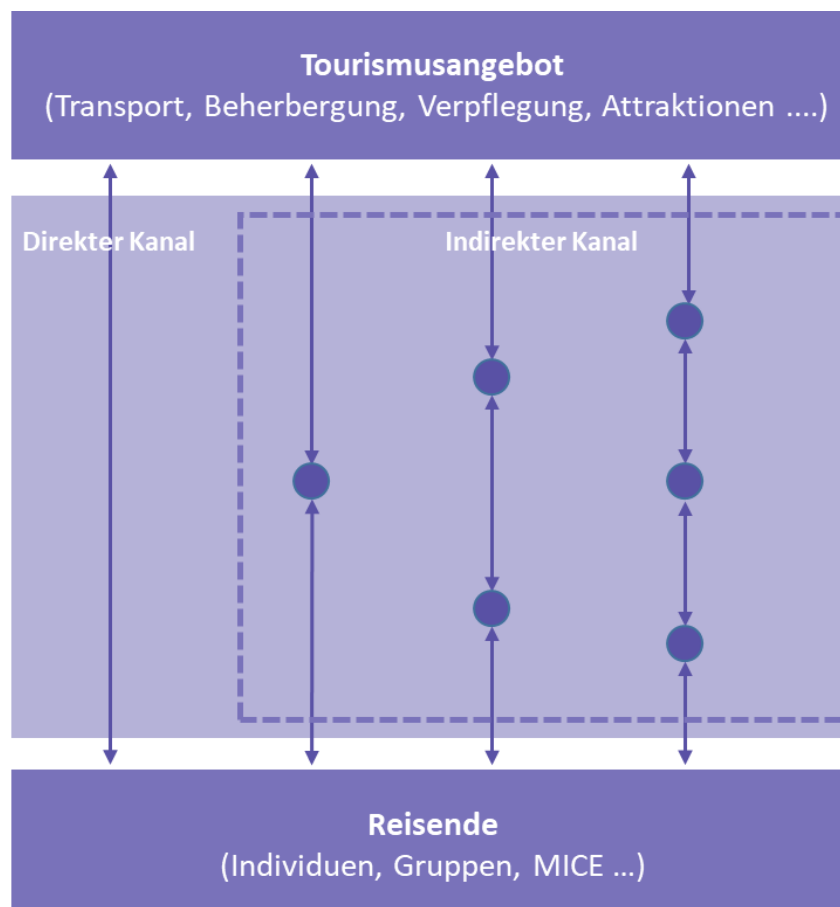 Tourismusangebot
(Transport, Beherbergung, Verpflegung, Attraktionen ....)
Direkter Kanal
Indirekter Kanal
Reisende
(Individuen, Gruppen, MICE ...)